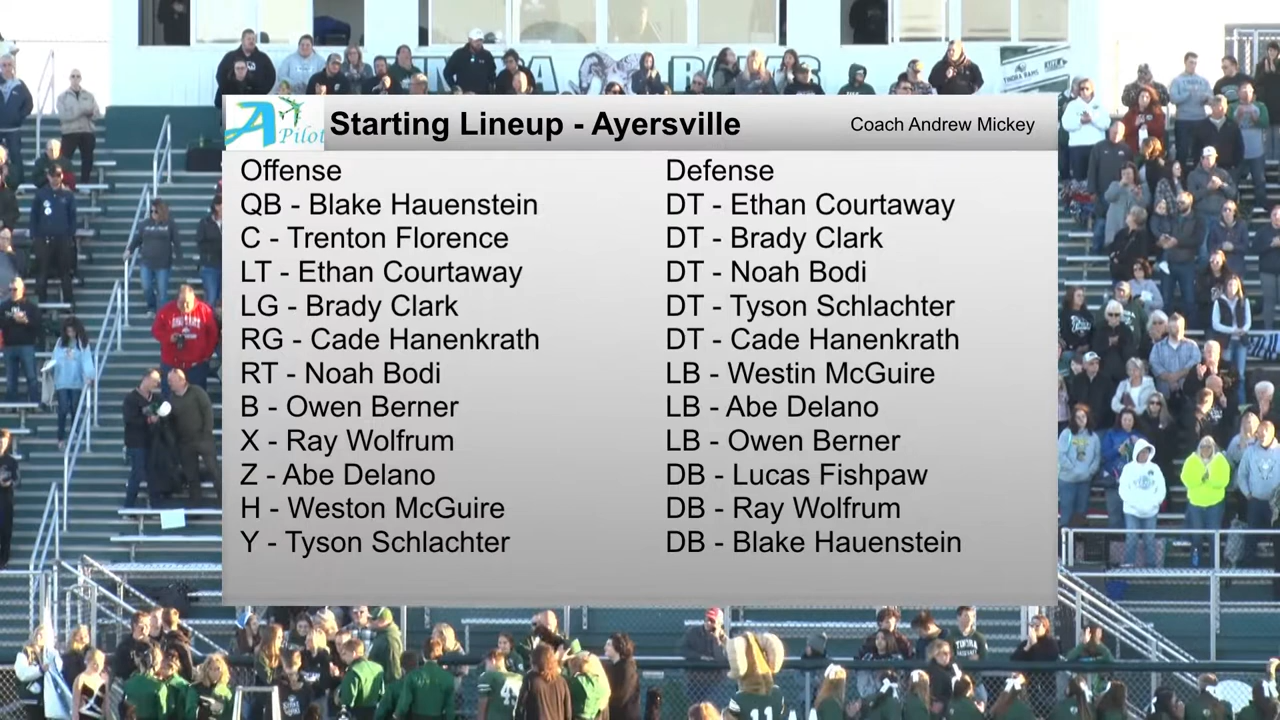 A Pilot
Starting Lineup - Ayersville
Coach Andrew Mickey
Offense
QB - Blake Hauenstein
C - Trenton Florence
LT - Ethan Courtaway
LG - Brady Clark
RG - Cade Hanenkrath
RT - Noah Bodi
B - Owen Berner
X - Ray Wolfrum
Z - Abe Delano
H - Weston McGuire
Y - Tyson Schlachter
Defense
DT - Ethan Courtaway
DT - Brady Clark
DT - Noah Bodi
DT - Tyson Schlachter
DT - Cade Hanenkrath
LB - Westin McGuire
LB - Abe Delano
LB - Owen Berner
DB - Lucas Fishpaw
DB - Ray Wolfrum
DB - Blake Hauenstein
TINORA RAMS
11